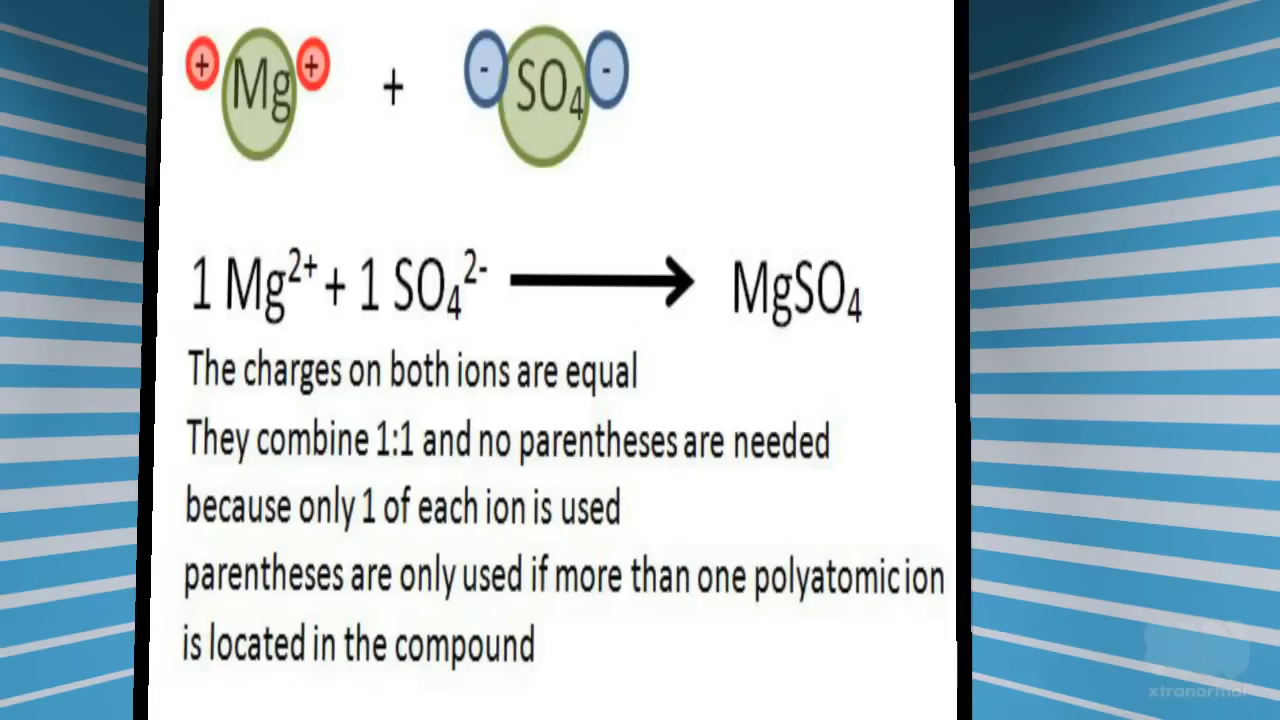 + Mg + + - SO₄ -
1 Mg²⁺ + 1 SO₄²⁻ ⟶ MgSO₄
The charges on both ions are equal
They combine 1:1 and no parentheses are needed
because only 1 of each ion is used
parentheses are only used if more than one polyatomic ion
is located in the compound
xtranormal